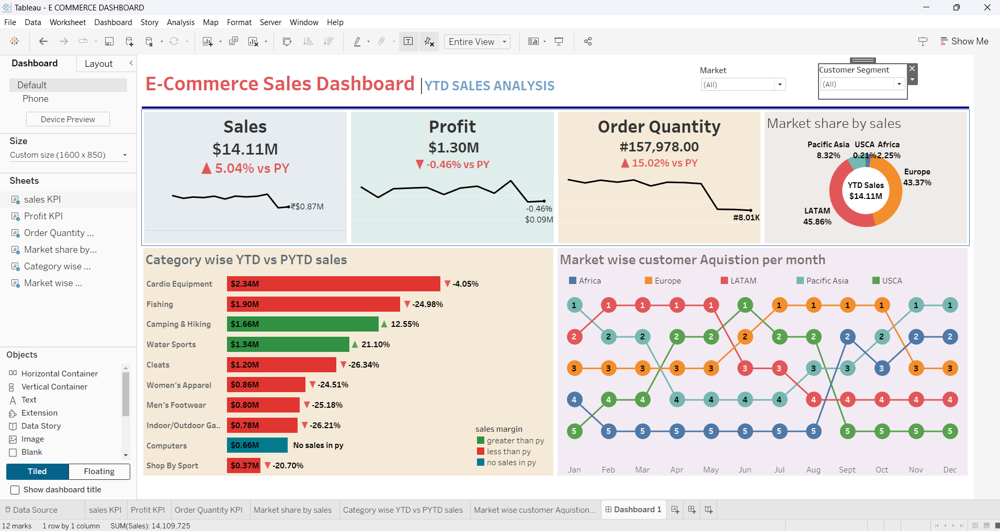 Tableau - E COMMERCE DASHBOARD
File Data Worksheet Dashboard Story Analysis Map Format Server Window Help
Entire View
Show Me
Dashboard Layout
Default
Phone
Device Preview
Size
Custom size (1600 x 850)
Sheets
sales KPI
Profit KPI
Order Quantity ...
Market share by...
Category wise ...
Market wise ...
Objects
Horizontal Container
Vertical Container
Text
Extension
Data Story
Image
Blank
Tiled Floating
Show dashboard title
E-Commerce Sales Dashboard |YTD SALES ANALYSIS
Market
(All)
Customer Segment
(All)
Sales
$14.11M
▲ 5.04% vs PY
₹$0.87M
Profit
$1.30M
▼ -0.46% vs PY
-0.46%
$0.09M
Order Quantity
#157,978.00
▲ 15.02% vs PY
#8.01K
Market share by sales
Pacific Asia USCA Africa
8.32% 0.21% 2.25%
Europe
43.37%
YTD Sales
$14.11M
LATAM
45.86%
Category wise YTD vs PYTD sales
Cardio Equipment $2.34M ▼ -4.05%
Fishing $1.90M ▼ -24.98%
Camping & Hiking $1.66M ▲ 12.55%
Water Sports $1.34M ▲ 21.10%
Cleats $1.20M ▼ -26.34%
Women's Apparel $0.86M ▼ -24.51%
Men's Footwear $0.80M ▼ -25.18%
Indoor/Outdoor Ga.. $0.78M ▼ -26.21%
Computers $0.66M No sales in py
Shop By Sport $0.37M ▼ -20.70%
sales margin
greater than py
less than py
no sales in py
Market wise customer Aquistion per month
Africa Europe LATAM Pacific Asia USCA
1 1 1 1 1 1 1 1 1 1 1 1
2 2 2 2 2 2 2 2 2 2 2 2
3 3 3 3 3 3 3 3 3 3 3 3
4 4 4 4 4 4 4 4 4 4 4 4
5 5 5 5 5 5 5 5 5 5 5 5
Jan Feb Mar Apr May Jun Jul Aug Sept Oct Nov Dec
Data Source sales KPI Profit KPI Order Quantity KPI Market share by sales Category wise YTD vs PYTD sales Market wise customer Aquistion... Dashboard 1
12 marks 1 row by 1 column SUM(Sales): 14,109,725